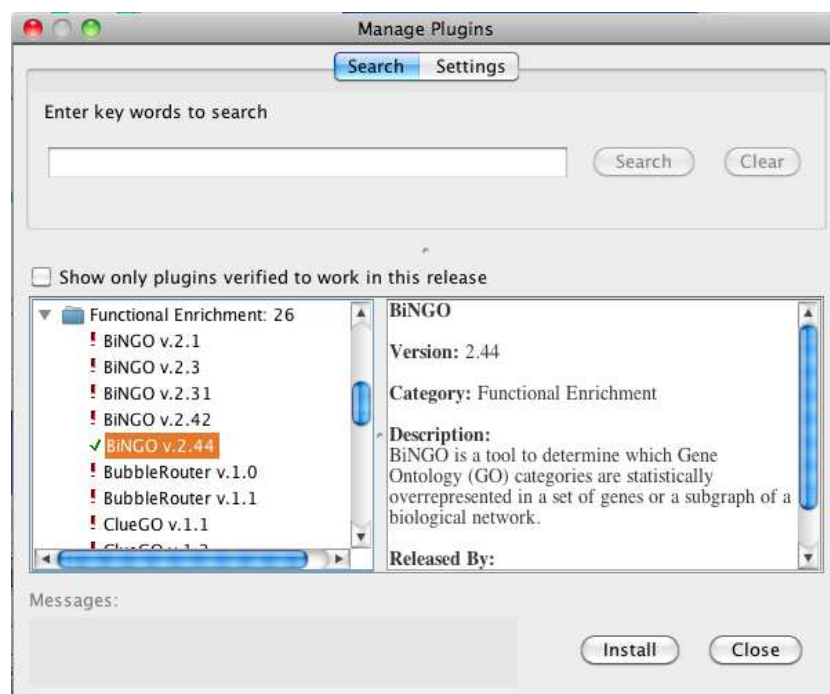 Manage Plugins
Search Settings
Enter key words to search
Search Clear
Show only plugins verified to work in this release
Functional Enrichment: 26
BiNGO v.2.1
BiNGO v.2.3
BiNGO v.2.31
BiNGO v.2.42
BiNGO v.2.44
BubbleRouter v.1.0
BubbleRouter v.1.1
ClueGO v.1.1
BiNGO
Version: 2.44
Category: Functional Enrichment
Description:
BiNGO is a tool to determine which Gene
Ontology (GO) categories are statistically
overrepresented in a set of genes or a subgraph of a
biological network.
Released By:
Messages:
Install Close